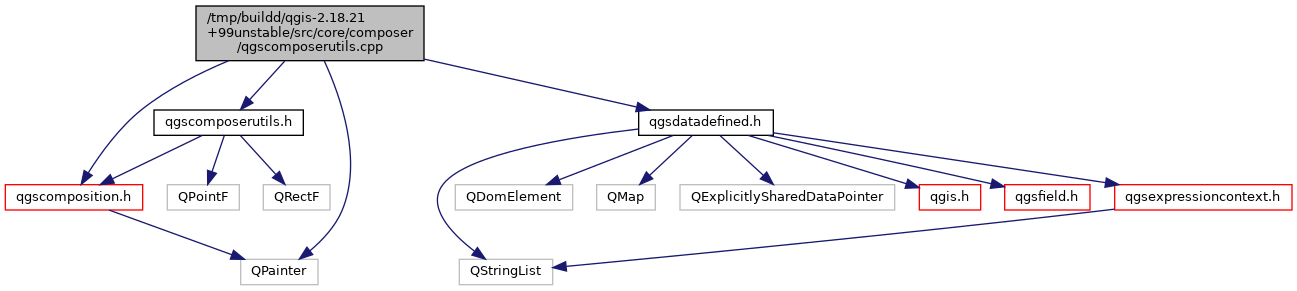 /tmp/buildd/qgis-2.18.21
+99unstable/src/core/composer
/qgscomposerutils.cpp
qgscomposerutils.h
qgsdatadefined.h
qgscomposition.h
QPointF
QRectF
QDomElement
QMap
QExplicitlySharedDataPointer
qgis.h
qgsfield.h
qgsexpressioncontext.h
QPainter
QStringList